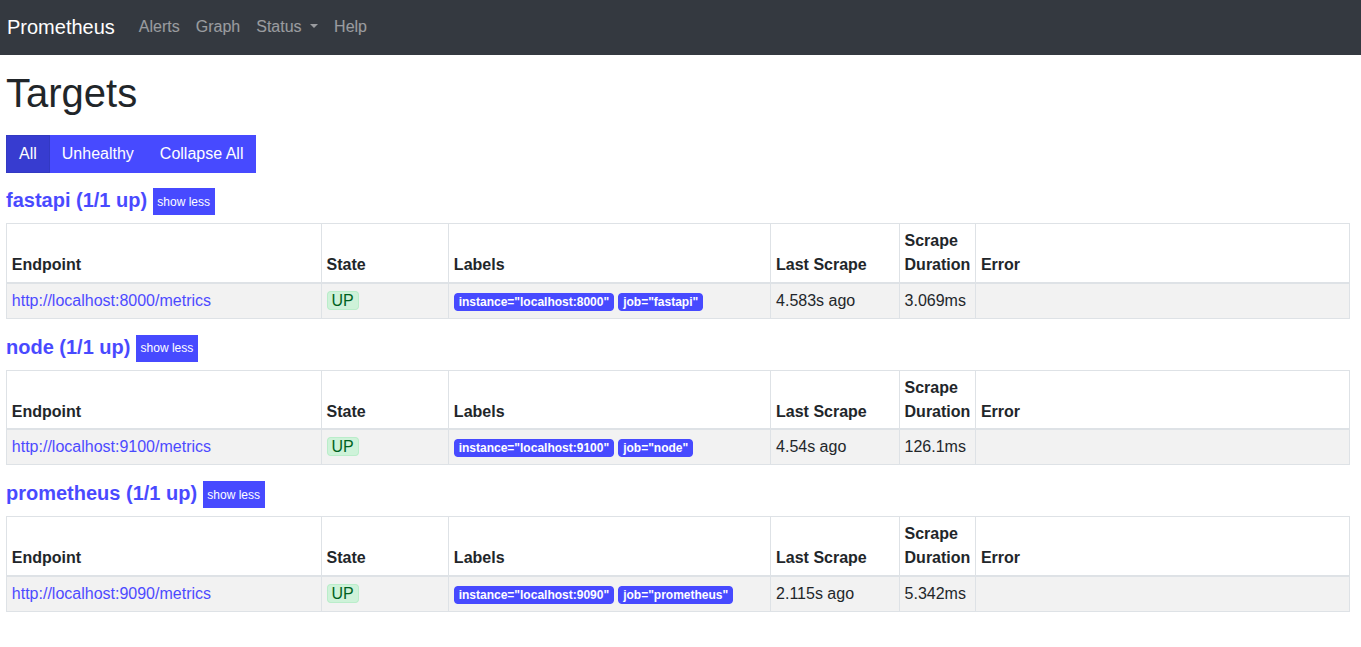 Prometheus Alerts Graph Status Help
Targets
All Unhealthy Collapse All
fastapi (1/1 up) show less
Endpoint State Labels Last Scrape Scrape Duration Error
http://localhost:8000/metrics UP instance="localhost:8000" job="fastapi" 4.583s ago 3.069ms
node (1/1 up) show less
Endpoint State Labels Last Scrape Scrape Duration Error
http://localhost:9100/metrics UP instance="localhost:9100" job="node" 4.54s ago 126.1ms
prometheus (1/1 up) show less
Endpoint State Labels Last Scrape Scrape Duration Error
http://localhost:9090/metrics UP instance="localhost:9090" job="prometheus" 2.115s ago 5.342ms